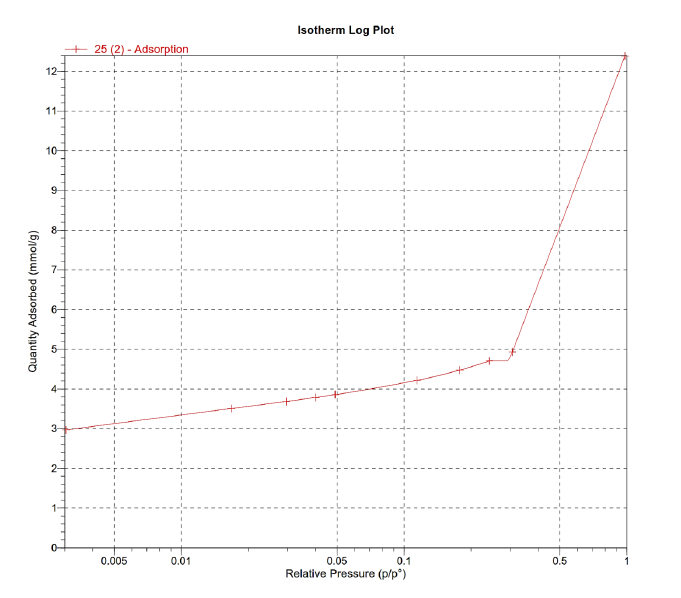 Isotherm Log Plot
25 (2) - Adsorption
12
11
10
9
8
7
6
5
4
3
2
1
0
Quantity Adsorbed (mmol/g)
0.005 0.01 0.05 0.1 0.5 1
Relative Pressure (p/p°)